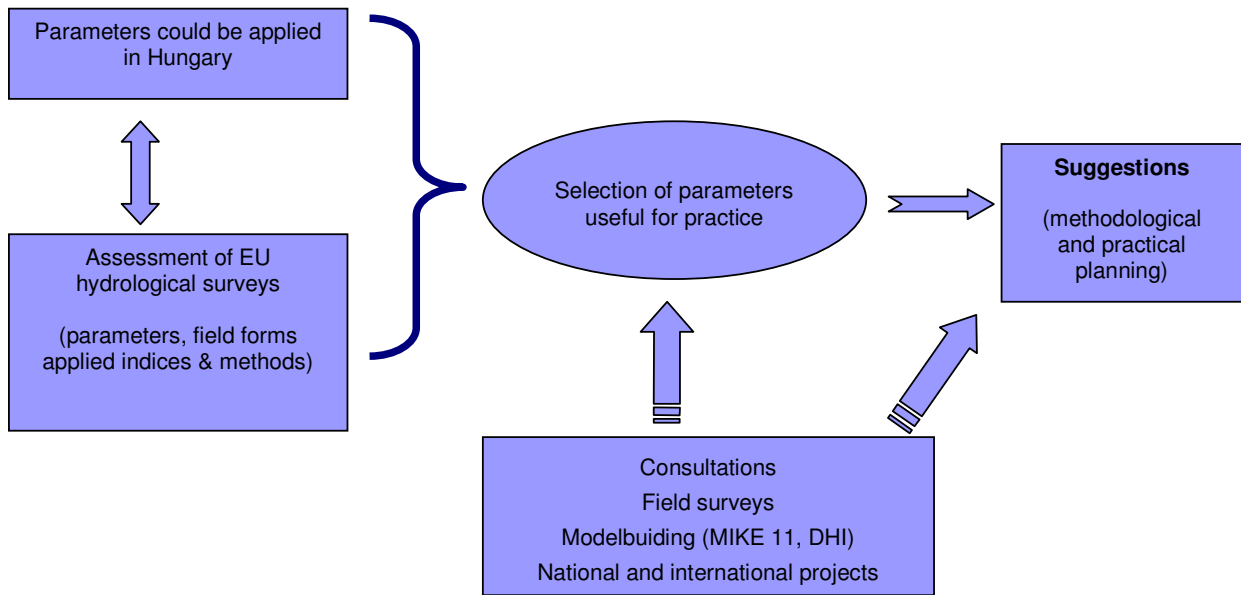 Parameters could be applied
in Hungary
Assessment of EU
hydrological surveys
(parameters, field forms
applied indices & methods)
Selection of parameters
useful for practice
Suggestions
(methodological
and practical
planning)
Consultations
Field surveys
Modelbuiding (MIKE 11, DHI)
National and international projects